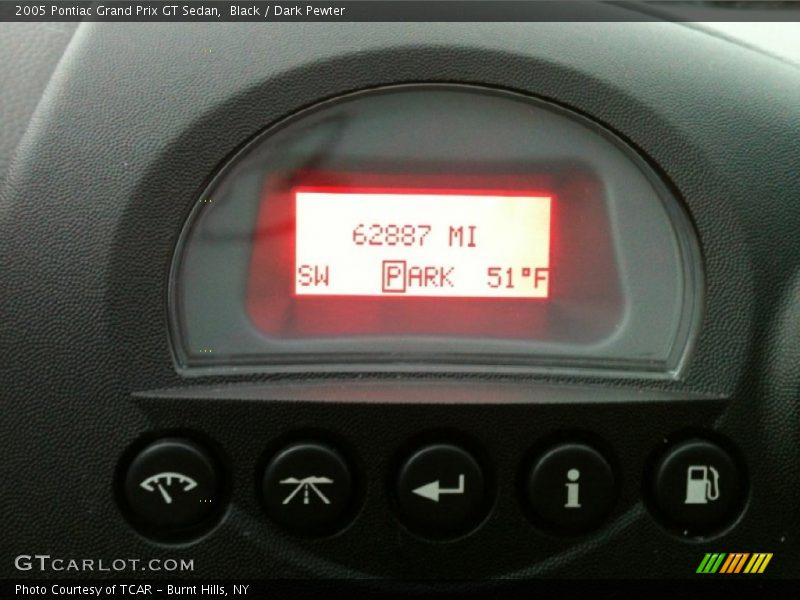 2005 Pontiac Grand Prix GT Sedan, Black / Dark Pewter
62887 MI
SW PARK 51°F
GTCARLOT.COM
Photo Courtesy of TCAR - Burnt Hills, NY